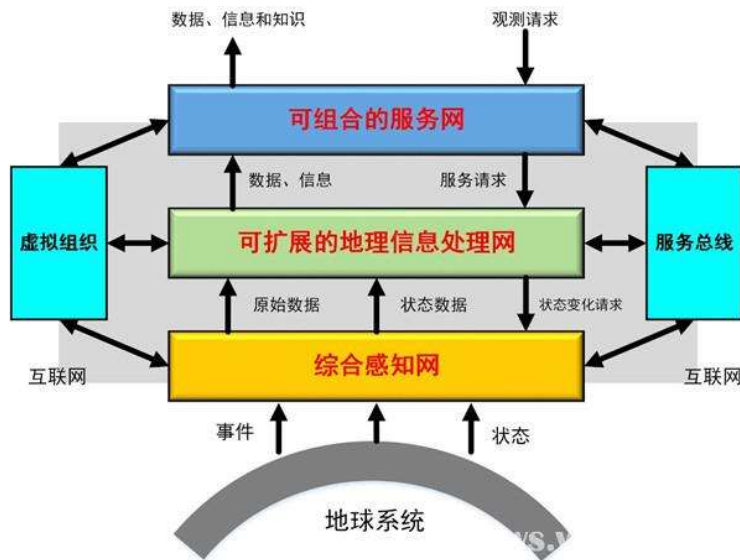 数据、信息和知识
观测请求
可组合的服务网
数据、信息
服务请求
虚拟组织
可扩展的地理信息处理网
服务总线
原始数据
状态数据
状态变化请求
综合感知网
互联网
互联网
事件
状态
地球系统